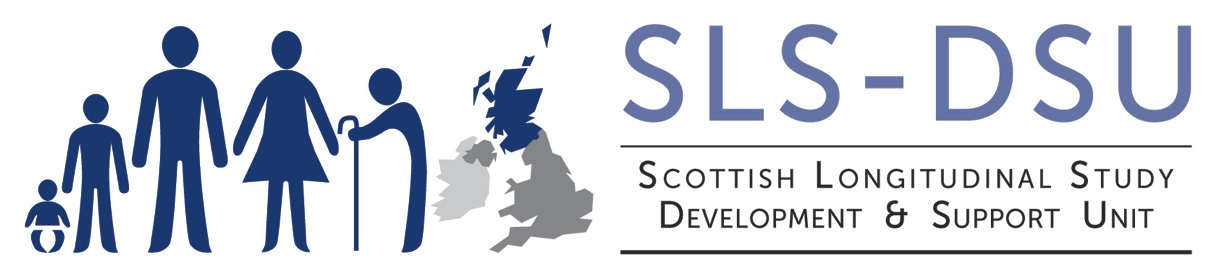 SLS-DSU
Scottish Longitudinal Study
Development & Support Unit